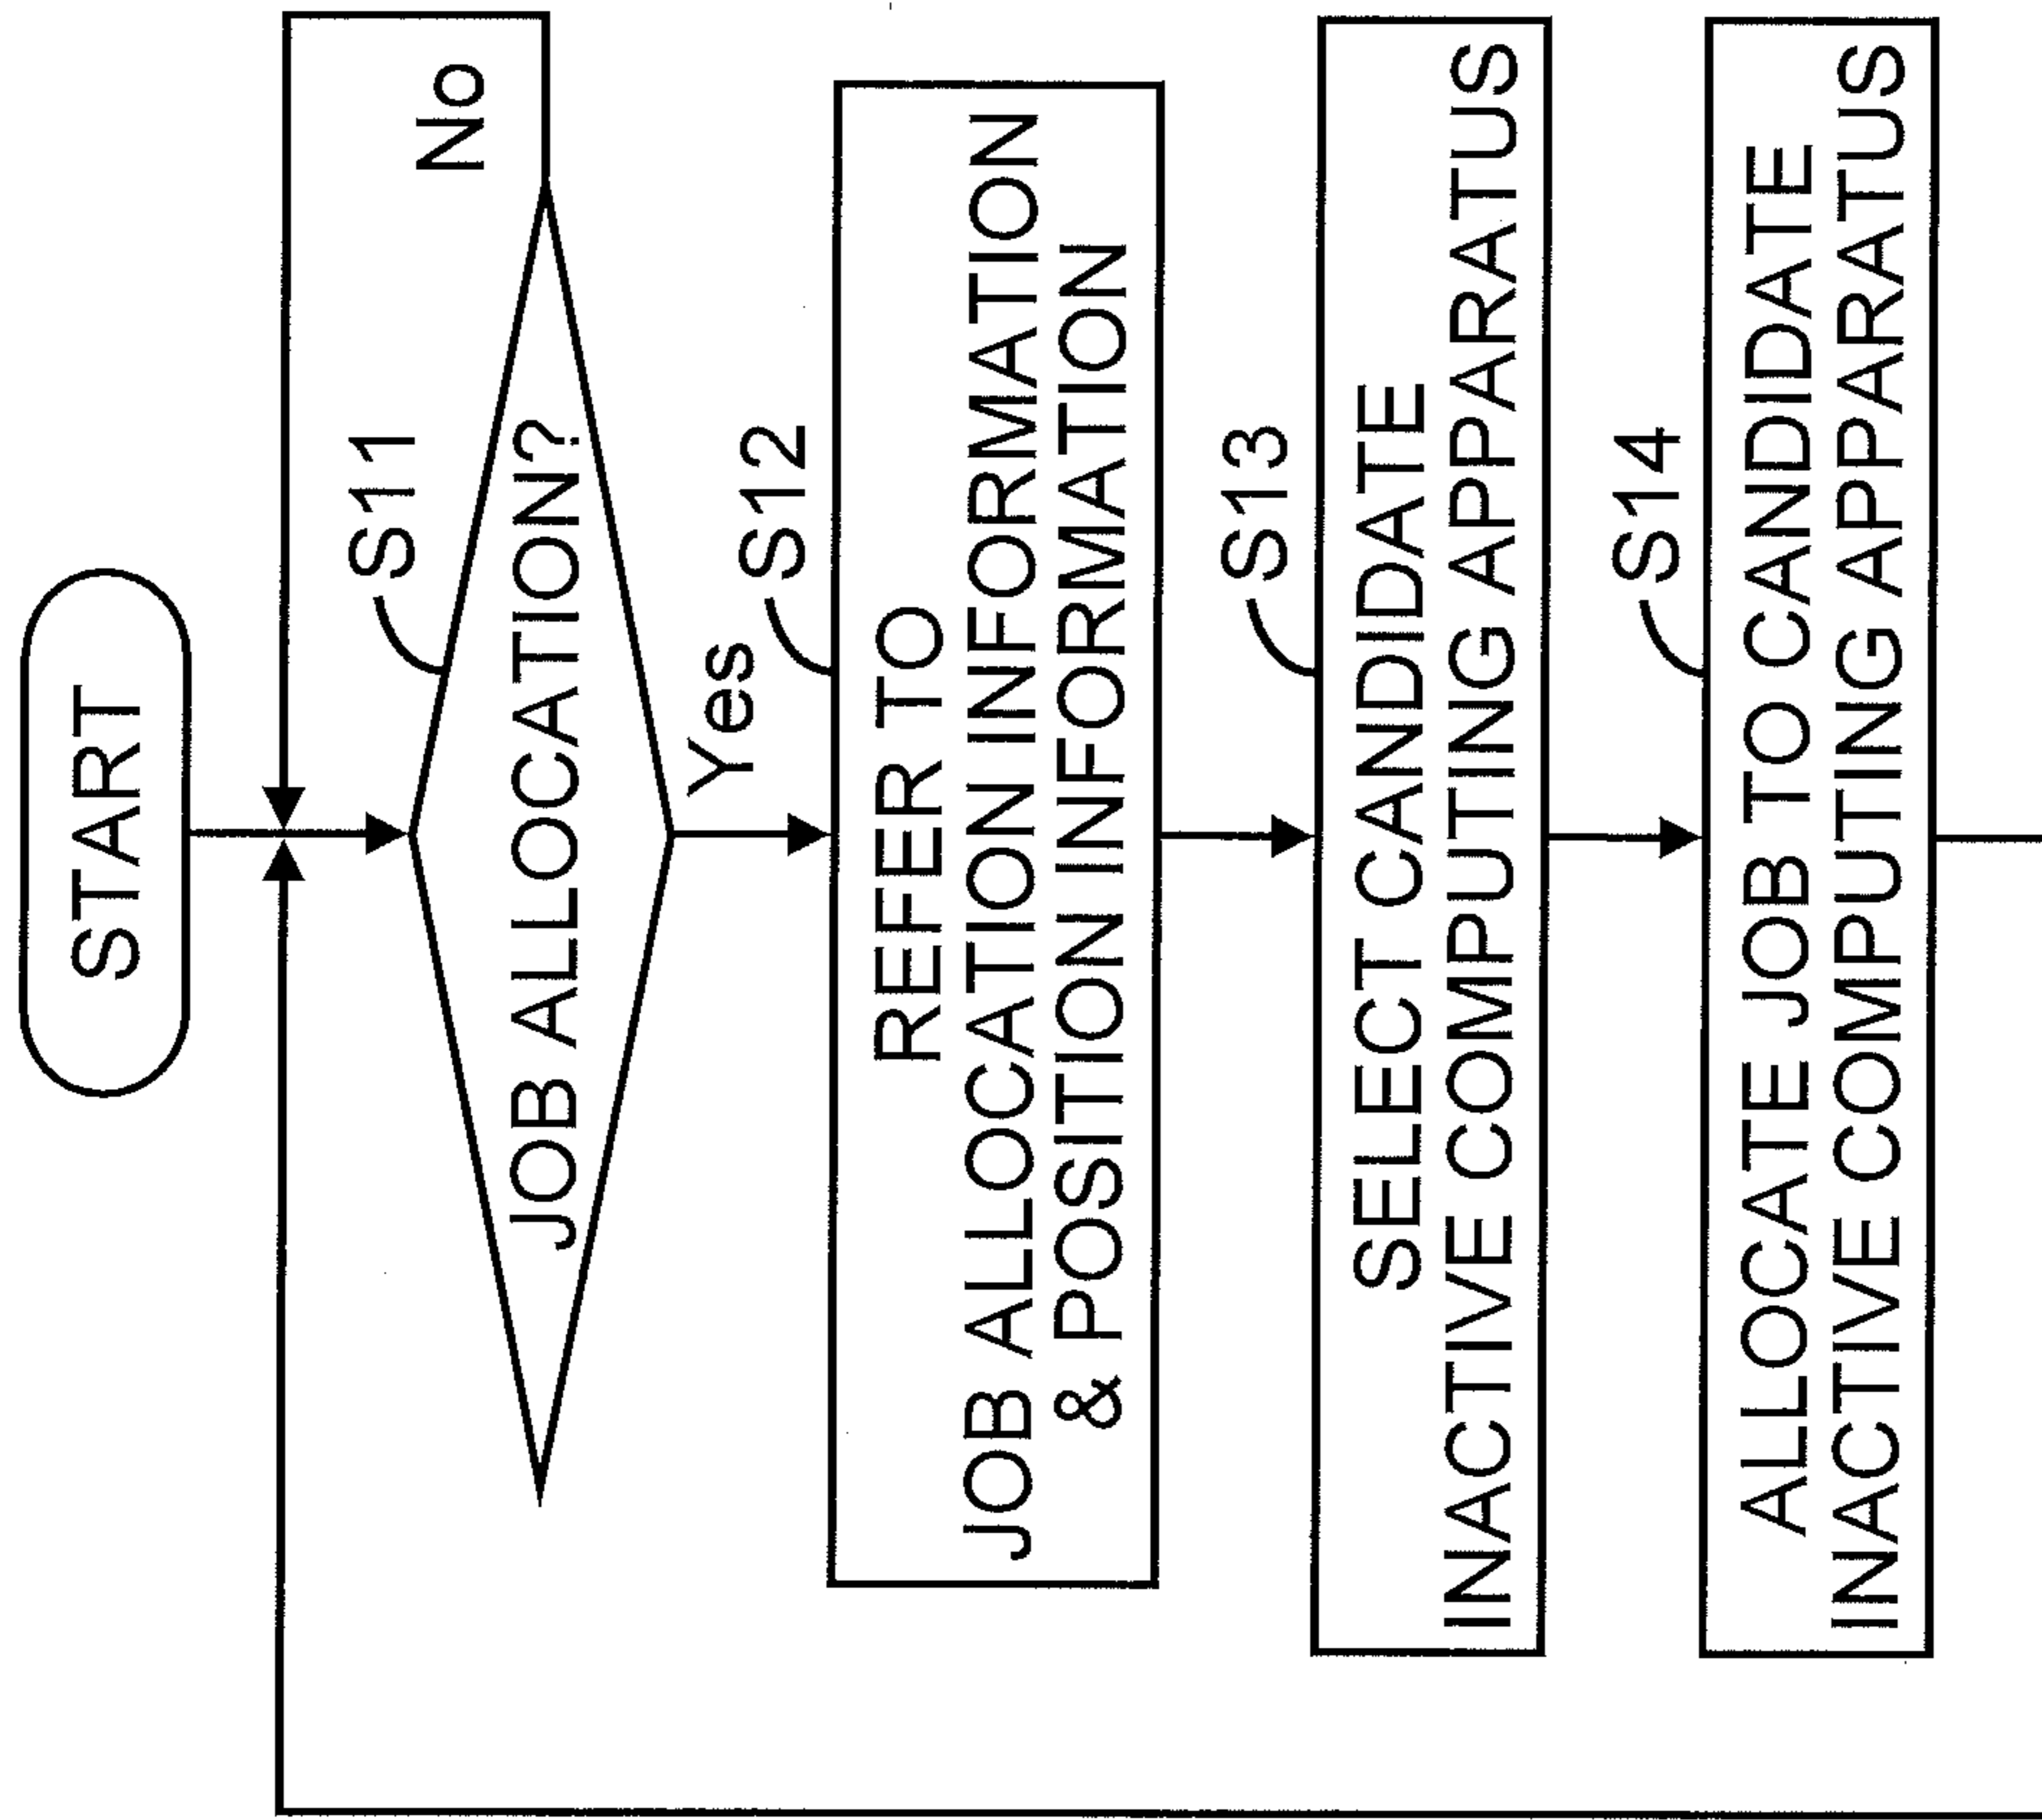 START
S11
JOB ALLOCATION?
No
Yes
S12
REFER TO
JOB ALLOCATION INFORMATION
& POSITION INFORMATION
S13
SELECT CANDIDATE
INACTIVE COMPUTING APPARATUS
S14
ALLOCATE JOB TO CANDIDATE
INACTIVE COMPUTING APPARATUS